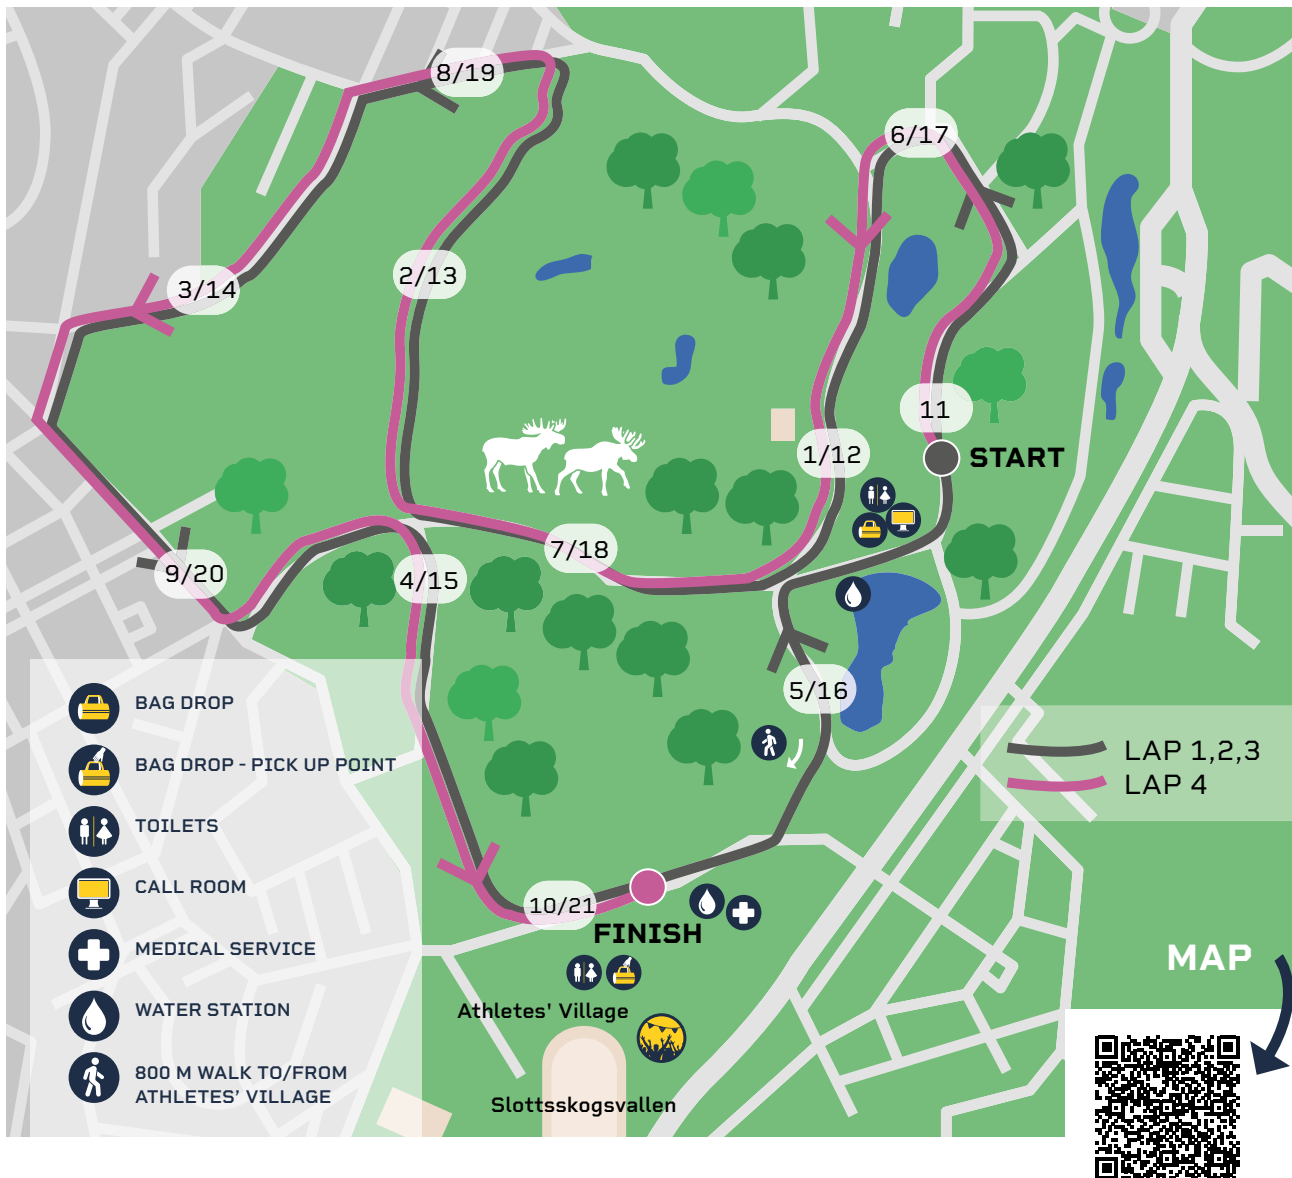 8/19
6/17
2/13
3/14
11
1/12
START
7/18
9/20
4/15
5/16
10/21
FINISH
Athletes' Village
Slottsskogsvallen
BAG DROP
BAG DROP - PICK UP POINT
TOILETS
CALL ROOM
MEDICAL SERVICE
WATER STATION
800 M WALK TO/FROM
ATHLETES' VILLAGE
LAP 1,2,3
LAP 4
MAP